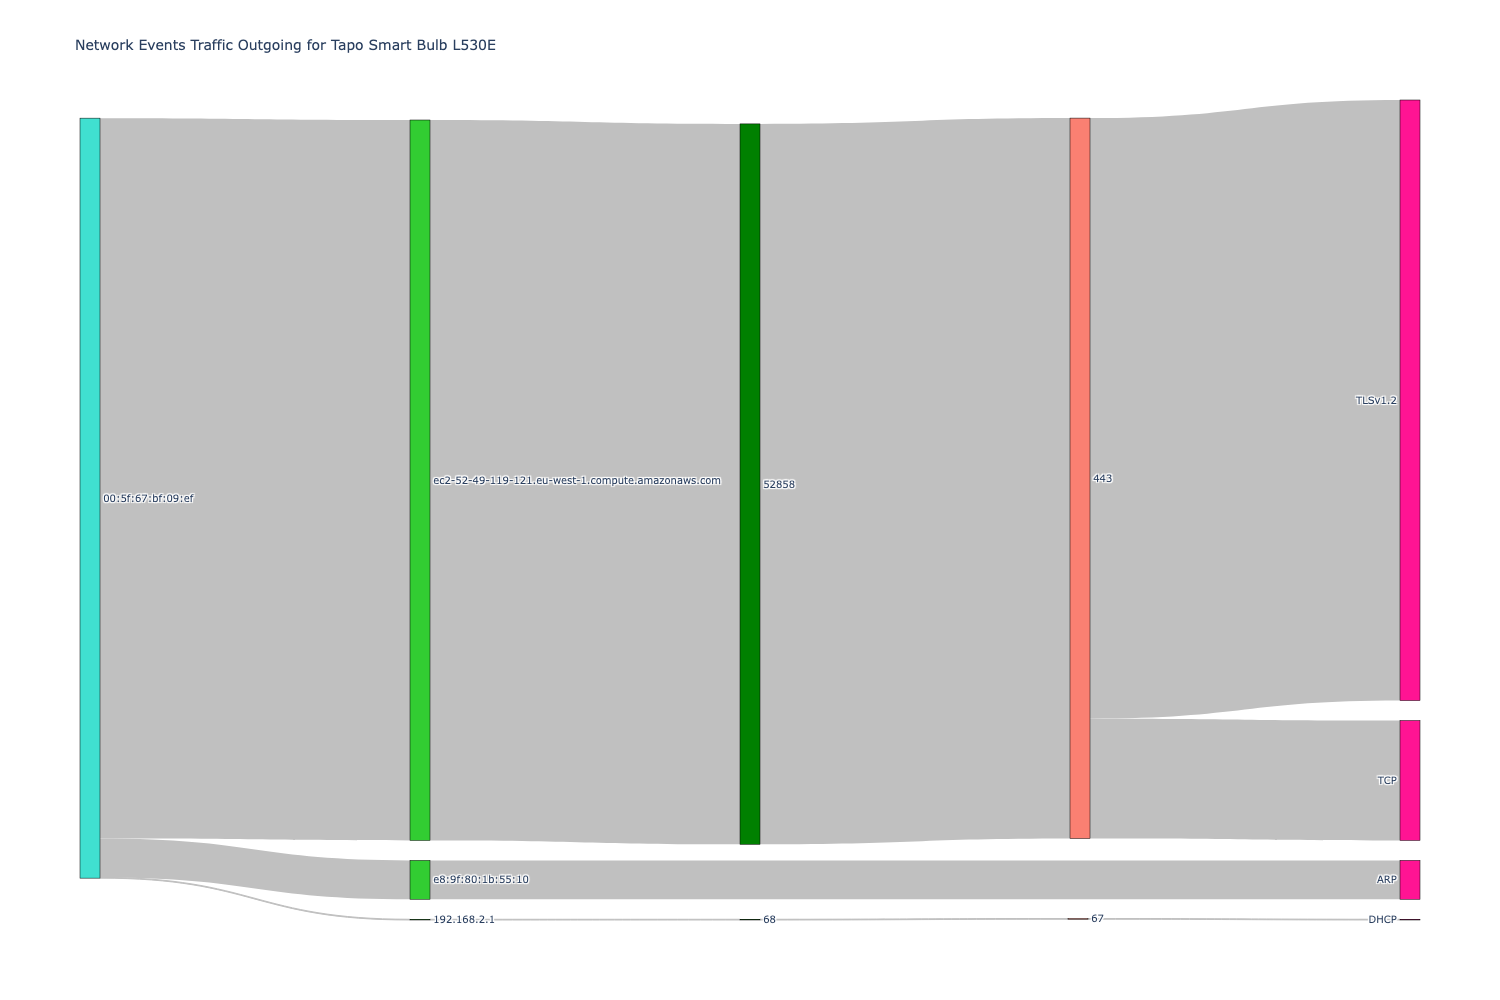 Network Events Traffic Outgoing for Tapo Smart Bulb L530E
TLSv1.2
443
ec2-52-49-119-121.eu-west-1.compute.amazonaws.com
52858
00:5f:67:bf:09:ef
TCP
e8:9f:80:1b:55:10
ARP
192.168.2.1
68
67
DHCP